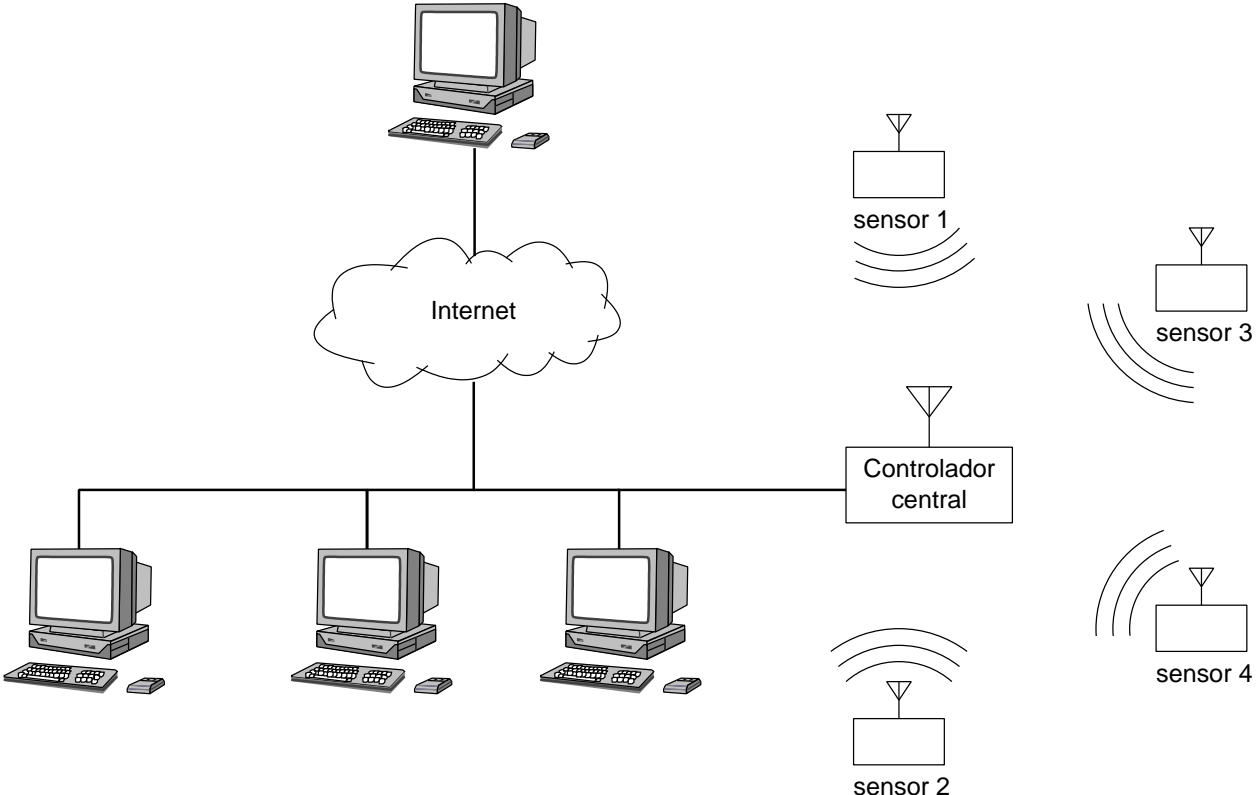 sensor 1
Internet
sensor 3
Controlador
central
sensor 4
sensor 2